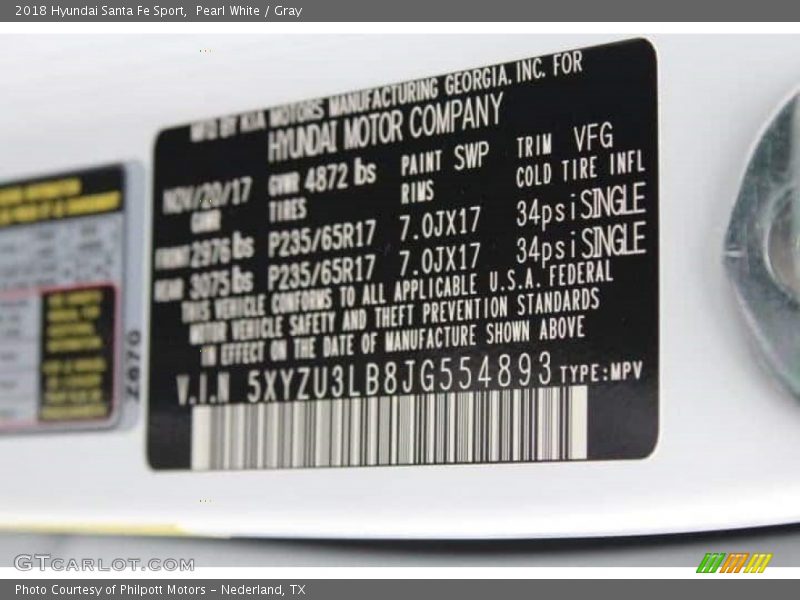 2018 Hyundai Santa Fe Sport, Pearl White / Gray
MFG BY KIA MOTORS MANUFACTURING GEORGIA, INC. FOR
HYUNDAI MOTOR COMPANY
NOV/20/17 GVWR 4872 lbs PAINT SWP TRIM VFG
GAWR TIRES RIMS COLD TIRE INFL
FRONT 2976 lbs P235/65R17 7.0JX17 34psi SINGLE
REAR 3075 lbs P235/65R17 7.0JX17 34psi SINGLE
THIS VEHICLE CONFORMS TO ALL APPLICABLE U.S.A. FEDERAL
MOTOR VEHICLE SAFETY AND THEFT PREVENTION STANDARDS
IN EFFECT ON THE DATE OF MANUFACTURE SHOWN ABOVE
V.I.N 5XYZU3LB8JG554893 TYPE:MPV
GTCARLOT.COM
Photo Courtesy of Philpott Motors - Nederland, TX